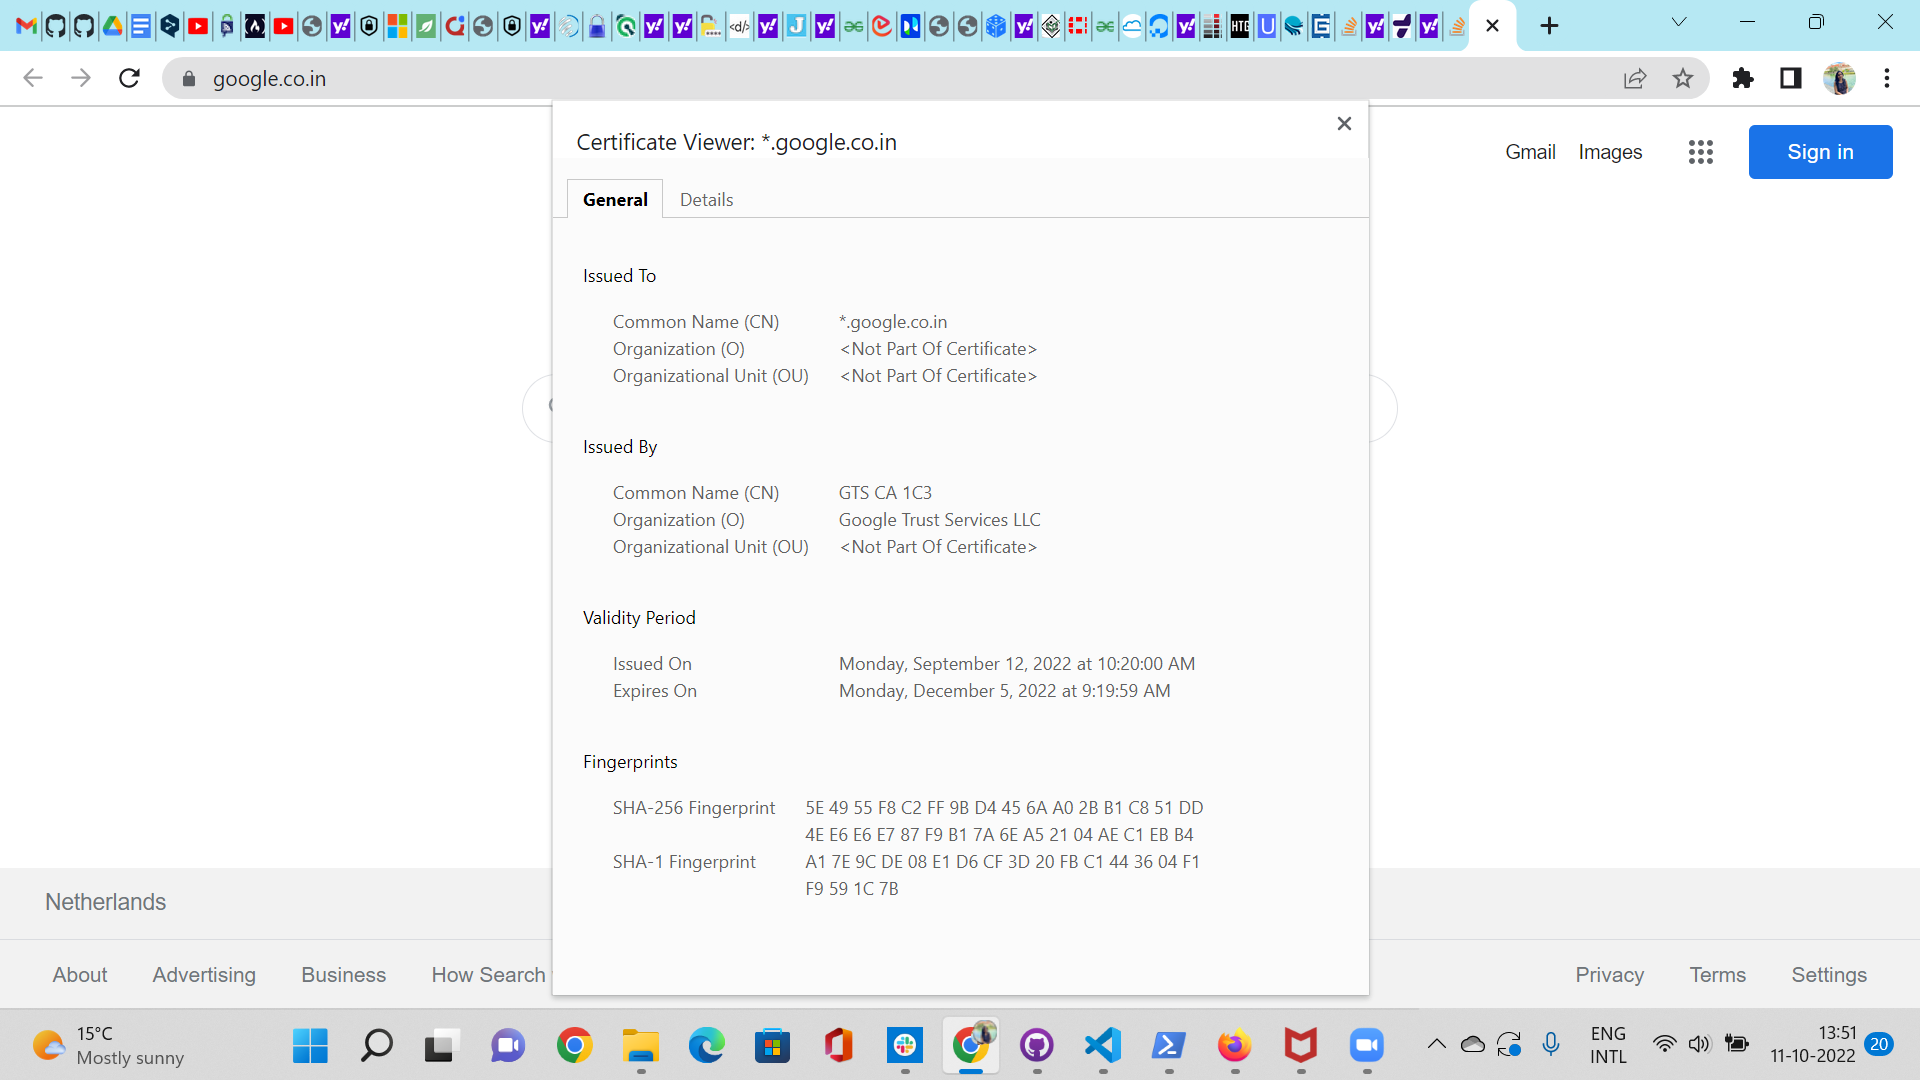 google.co.in
Certificate Viewer: *.google.co.in
Gmail Images Sign in
General Details
Issued To
Common Name (CN) *.google.co.in
Organization (O) <Not Part Of Certificate>
Organizational Unit (OU) <Not Part Of Certificate>
Issued By
Common Name (CN) GTS CA 1C3
Organization (O) Google Trust Services LLC
Organizational Unit (OU) <Not Part Of Certificate>
Validity Period
Issued On Monday, September 12, 2022 at 10:20:00 AM
Expires On Monday, December 5, 2022 at 9:19:59 AM
Fingerprints
SHA-256 Fingerprint 5E 49 55 F8 C2 FF 9B D4 45 6A A0 2B B1 C8 51 DD
4E E6 E6 E7 87 F9 B1 7A 6E A5 21 04 AE C1 EB B4
SHA-1 Fingerprint A1 7E 9C DE 08 E1 D6 CF 3D 20 FB C1 44 36 04 F1
F9 59 1C 7B
Netherlands
About Advertising Business How Search Privacy Terms Settings
15°C
Mostly sunny
ENG
INTL
13:51
11-10-2022
20